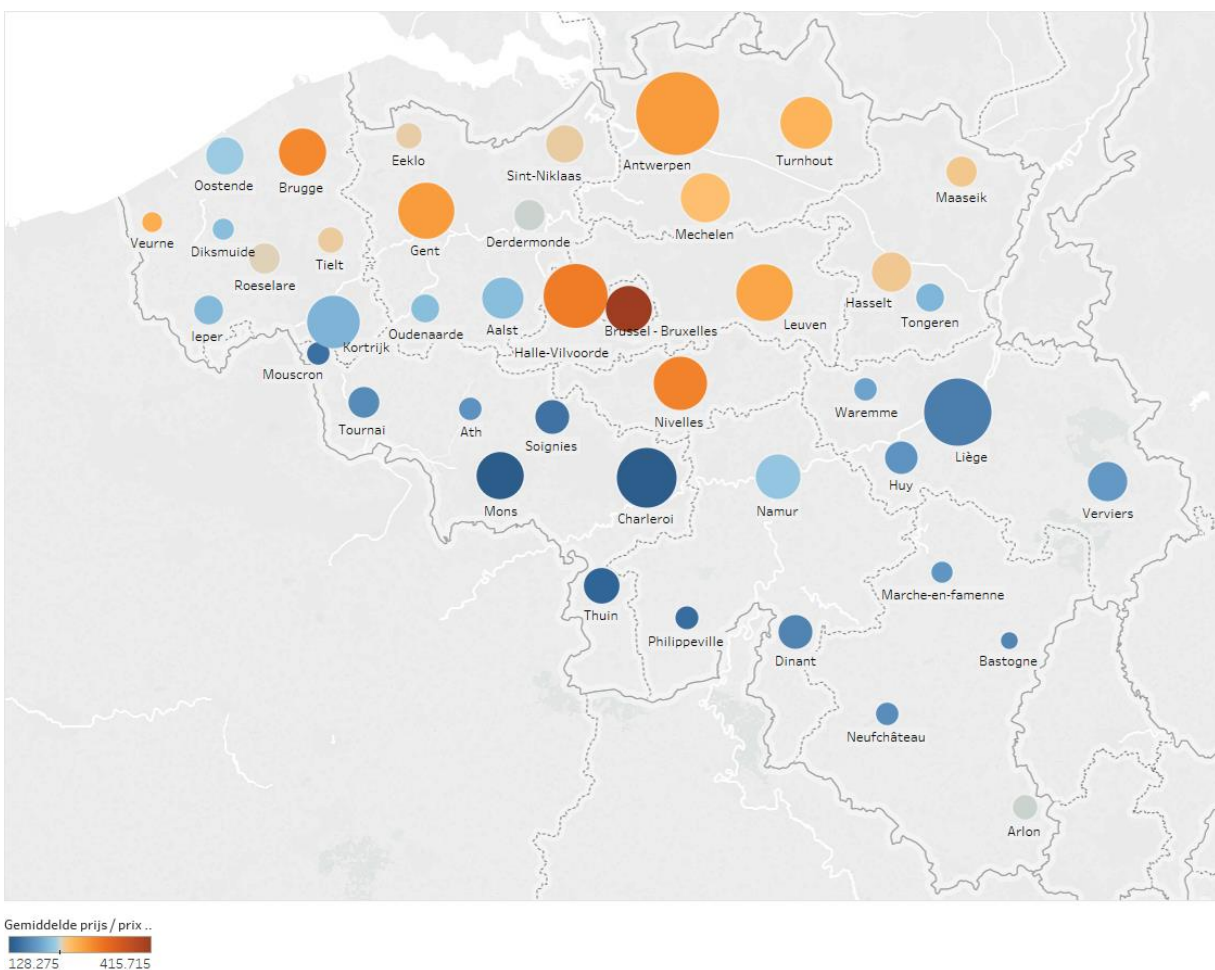 Antwerpen
Turnhout
Eeklo
Sint-Niklaas
Oostende
Brugge
Maaseik
Mechelen
Veurne
Diksmuide
Gent
Derdermonde
Tielt
Roeselare
Hasselt
Tongeren
Leuven
Aalst
Brussel - Bruxelles
Oudenaarde
Ieper
Kortrijk
Halle-Vilvoorde
Mouscron
Waremme
Nivelles
Tournai
Ath
Soignies
Liège
Huy
Mons
Charleroi
Namur
Verviers
Marche-en-famenne
Thuin
Philippeville
Dinant
Bastogne
Neufchâteau
Arlon
Gemiddelde prijs / prix ..
128.275 415.715